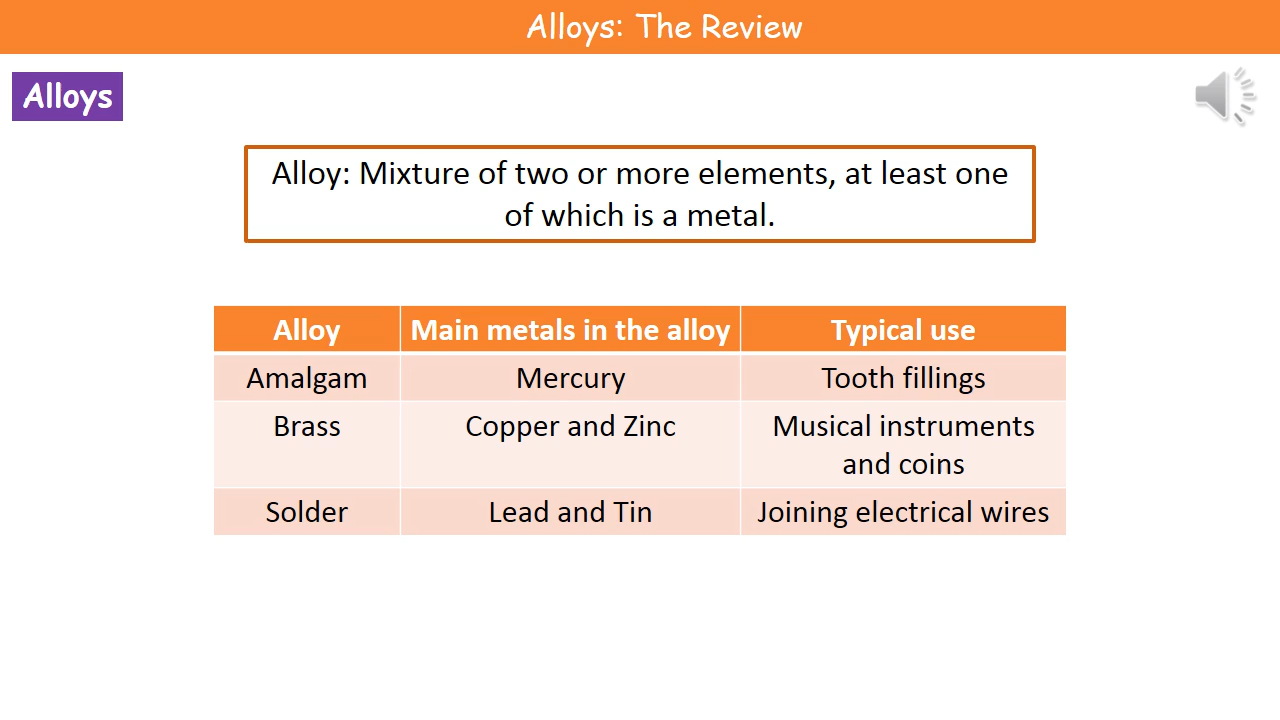 Alloys: The Review
Alloys
Alloy: Mixture of two or more elements, at least one
of which is a metal.
Alloy Main metals in the alloy Typical use
Amalgam Mercury Tooth fillings
Brass Copper and Zinc Musical instruments
and coins
Solder Lead and Tin Joining electrical wires